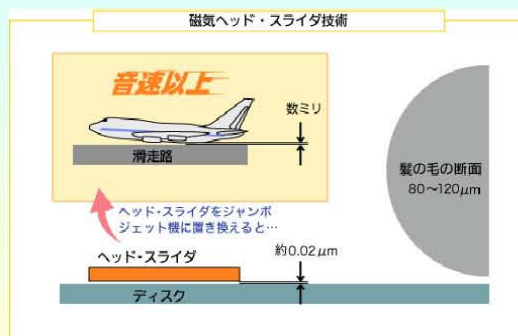 磁気ヘッド・スライダ技術
音速以上
数ミリ
滑走路
髪の毛の断面
80～120μm
ヘッド・スライダをジャンボ
ジェット機に置き換えると…
ヘッド・スライダ
約0.02μm
ディスク